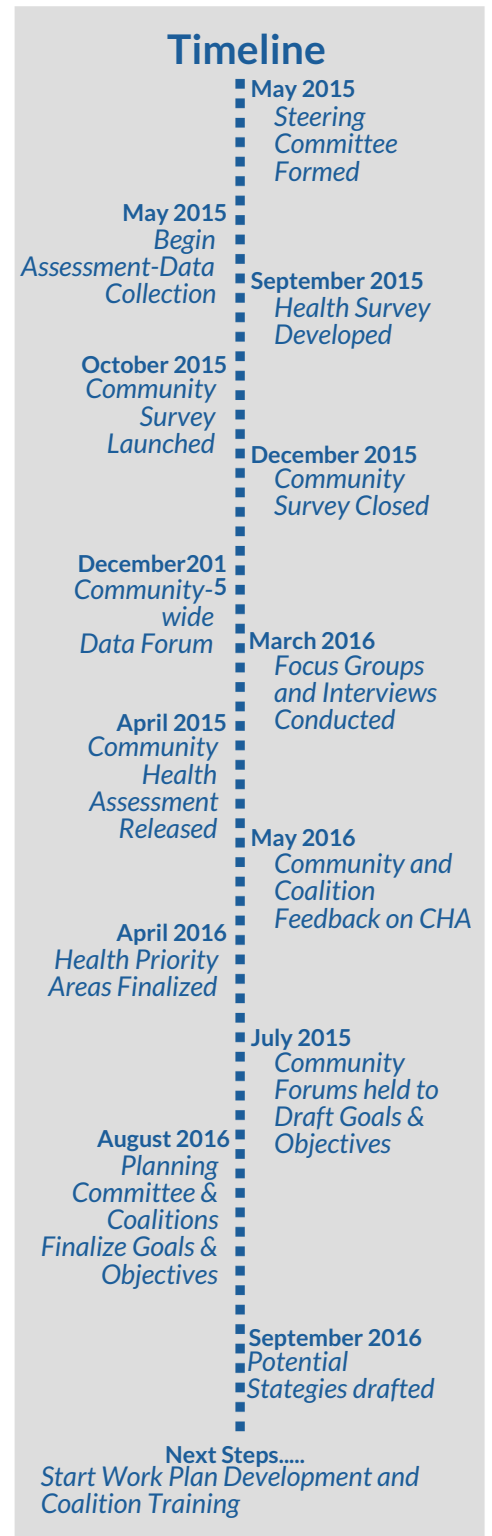 Timeline
May 2015
Steering
Committee
Formed
May 2015
Begin
Assessment-Data
Collection
September 2015
Health Survey
Developed
October 2015
Community
Survey
Launched
December 2015
Community
Survey Closed
December201
5
Community-
wide
Data Forum
March 2016
Focus Groups
and Interviews
Conducted
April 2015
Community
Health
Assessment
Released
May 2016
Community and
Coalition
Feedback on CHA
April 2016
Health Priority
Areas Finalized
July 2015
Community
Forums held to
Draft Goals &
Objectives
August 2016
Planning
Committee &
Coalitions
Finalize Goals &
Objectives
September 2016
Potential
Stategies drafted
Next Steps.....
Start Work Plan Development and
Coalition Training